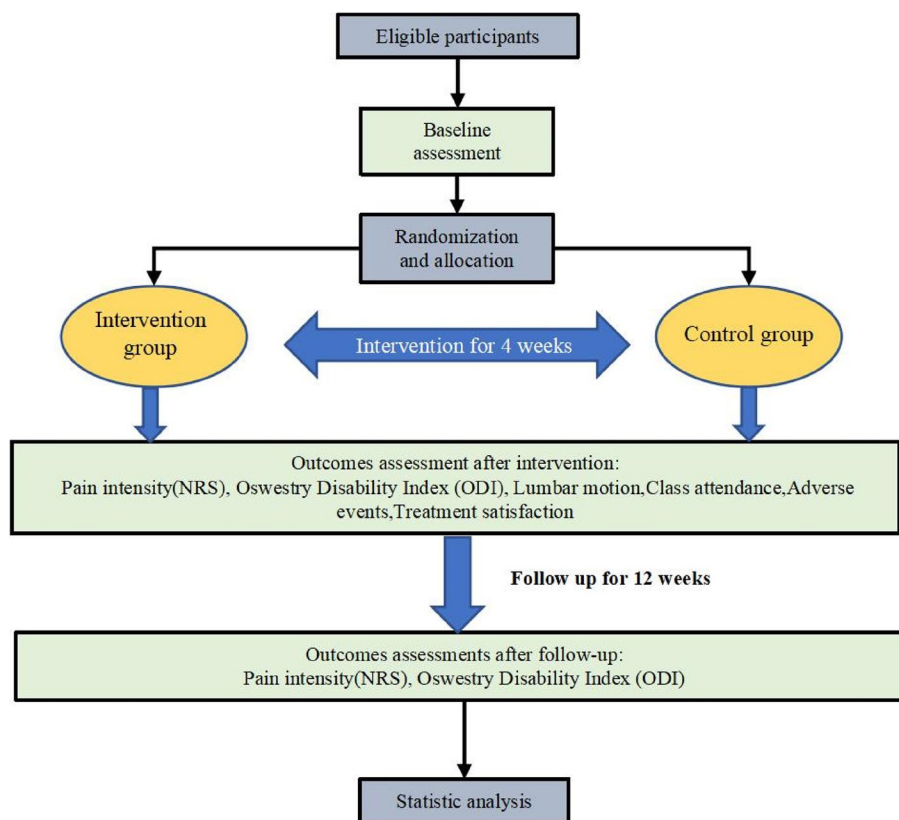 Eligible participants
Baseline
assessment
Randomization
and allocation
Intervention
group
Intervention for 4 weeks
Control group
Outcomes assessment after intervention:
Pain intensity(NRS), Oswestry Disability Index (ODI), Lumbar motion,Class attendance,Adverse
events,Treatment satisfaction
Follow up for 12 weeks
Outcomes assessments after follow-up:
Pain intensity(NRS), Oswestry Disability Index (ODI)
Statistic analysis